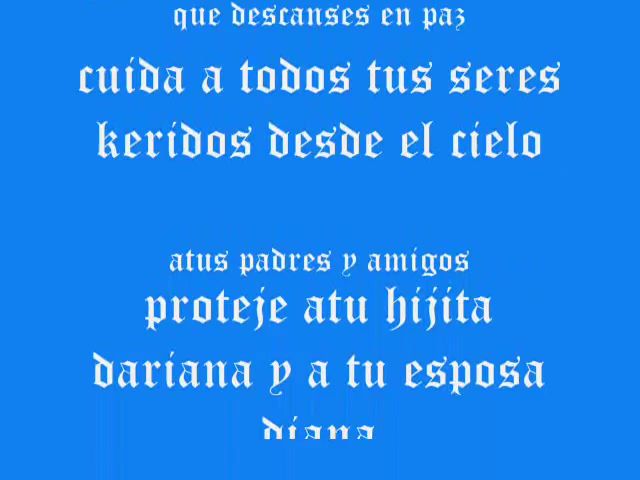 que descanses en paz
cuida a todos tus seres
keridos desde el cielo
atus padres y amigos
proteje atu hijita
dariana y a tu esposa
diana